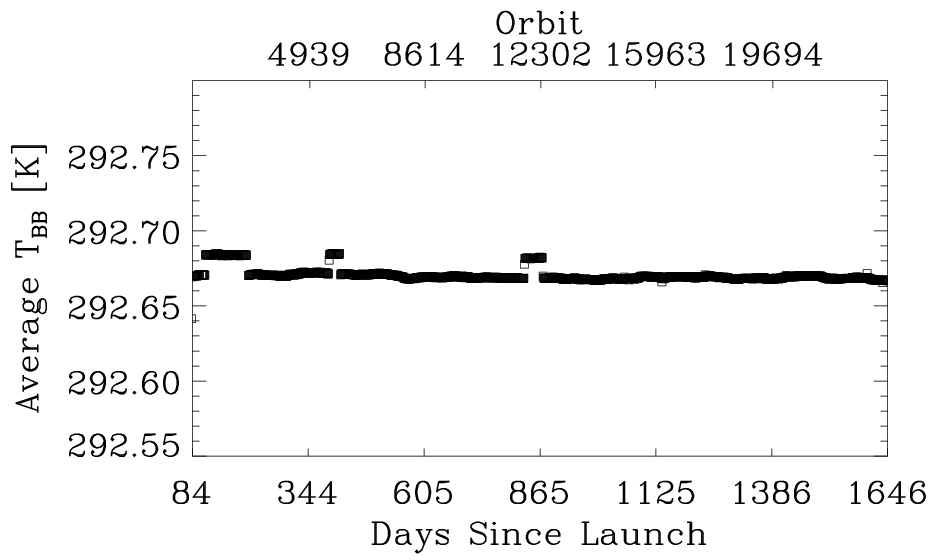 Orbit
4939 8614 12302 15963 19694
Average T_BB [K]
292.75
292.70
292.65
292.60
292.55
84 344 605 865 1125 1386 1646
Days Since Launch